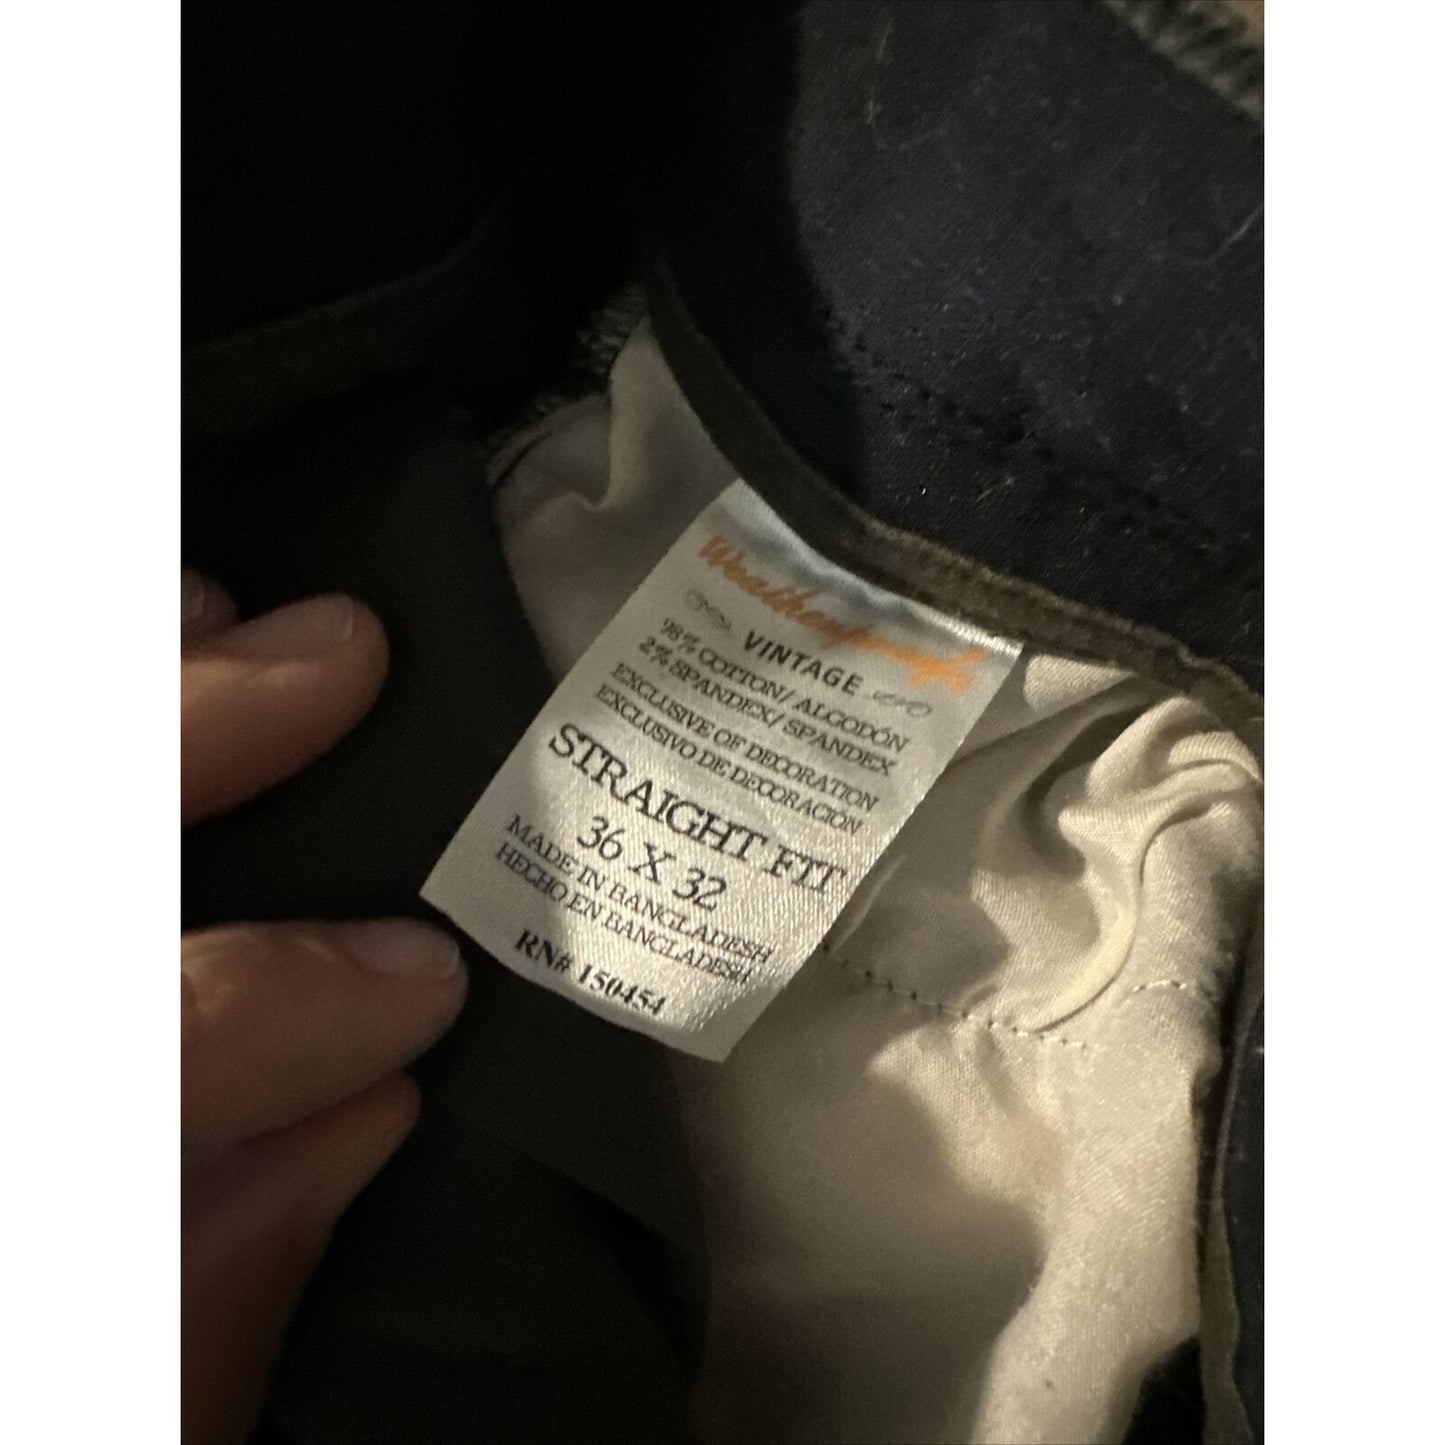 Weatherproof
VINTAGE
98% COTTON/ ALGODÓN
2% SPANDEX/ SPANDEX
EXCLUSIVE OF DECORATION
EXCLUSIVO DE DECORACIÓN
STRAIGHT FIT
36 X 32
MADE IN BANGLADESH
HECHO EN BANGLADESH
RN# 150454